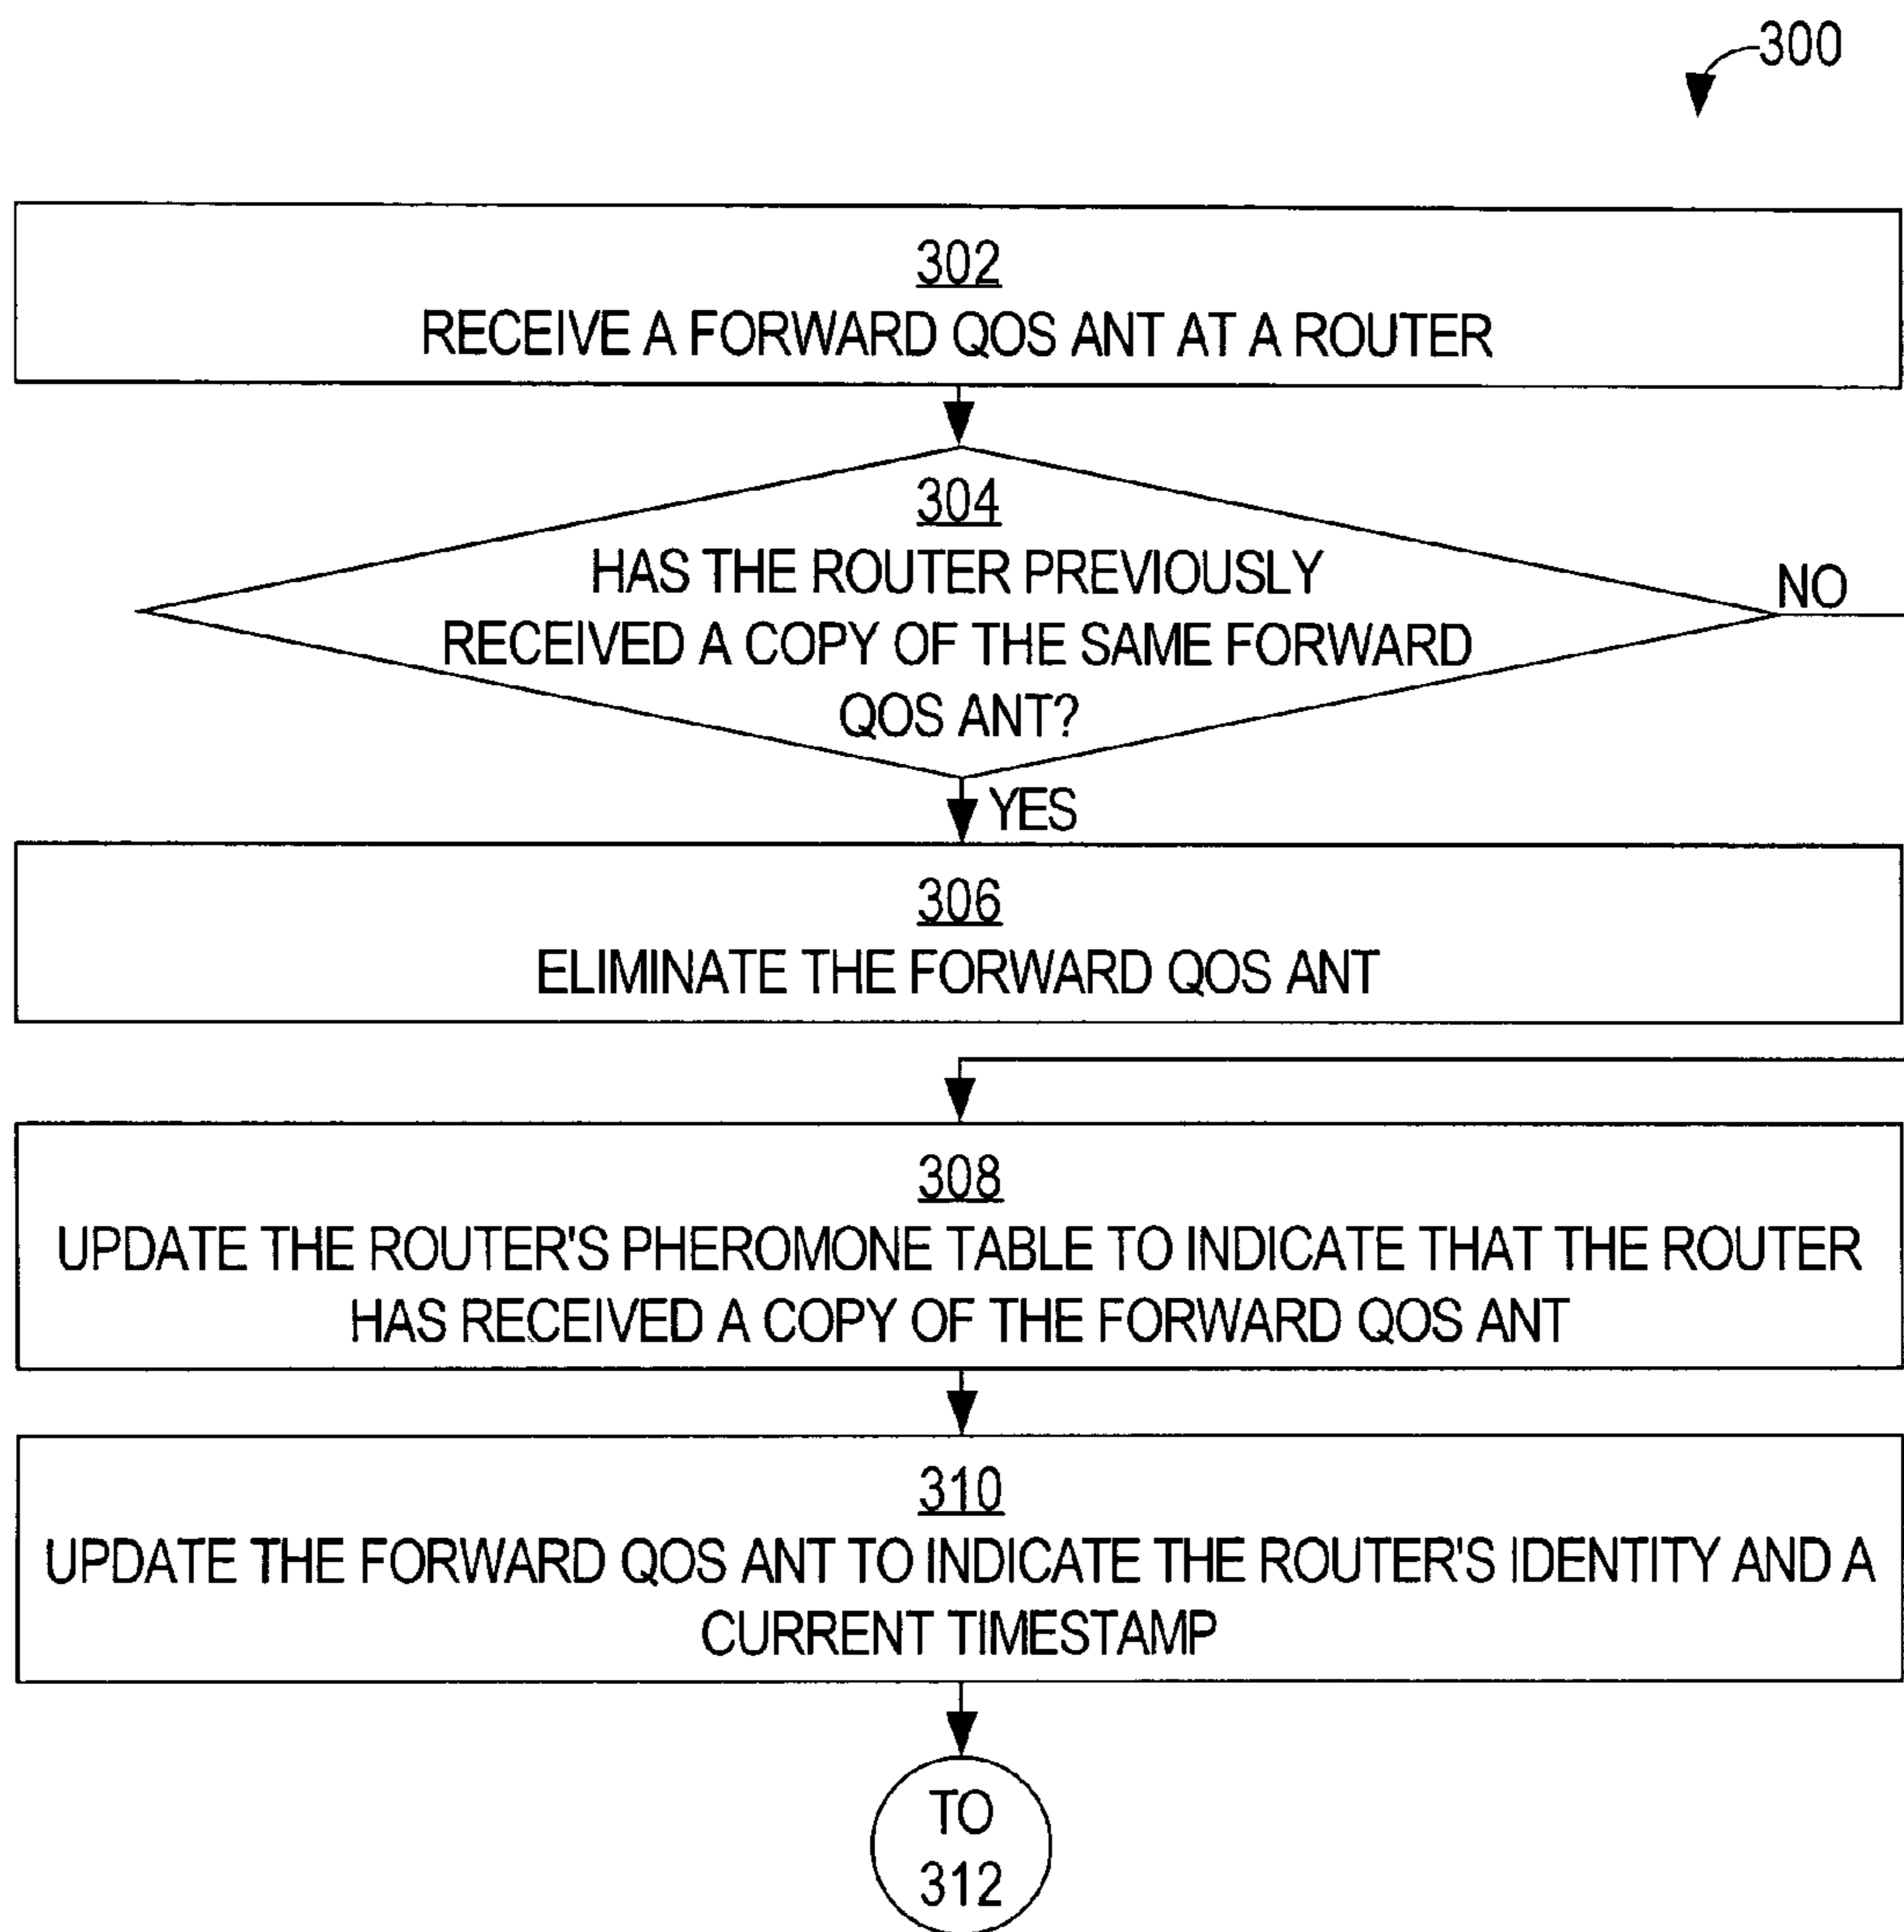 300
302
RECEIVE A FORWARD QOS ANT AT A ROUTER
304
HAS THE ROUTER PREVIOUSLY
RECEIVED A COPY OF THE SAME FORWARD
QOS ANT?
NO
YES
306
ELIMINATE THE FORWARD QOS ANT
308
UPDATE THE ROUTER'S PHEROMONE TABLE TO INDICATE THAT THE ROUTER
HAS RECEIVED A COPY OF THE FORWARD QOS ANT
310
UPDATE THE FORWARD QOS ANT TO INDICATE THE ROUTER'S IDENTITY AND A
CURRENT TIMESTAMP
TO
312